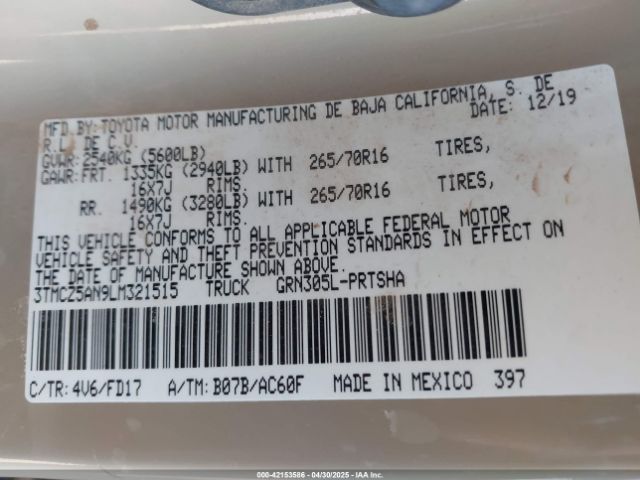 MFD. BY: TOYOTA MOTOR MANUFACTURING DE BAJA CALIFORNIA, S. DE
R.L. DE C.V. DATE: 12/19
GVWR: 2540KG (5600LB)
GAWR: FRT. 1335KG (2940LB) WITH 265/70R16 TIRES,
16X7J RIMS.
RR. 1490KG (3280LB) WITH 265/70R16 TIRES,
16X7J RIMS.
THIS VEHICLE CONFORMS TO ALL APPLICABLE FEDERAL MOTOR
VEHICLE SAFETY AND THEFT PREVENTION STANDARDS IN EFFECT ON
THE DATE OF MANUFACTURE SHOWN ABOVE.
3TMCZ5AN9LM321515 TRUCK GRN305L-PRTSHA
C/TR: 4V6/FD17 A/TM: B07B/AC60F MADE IN MEXICO 397
000-42153586 - 04/30/2025 - Copyright © IAA, Inc.